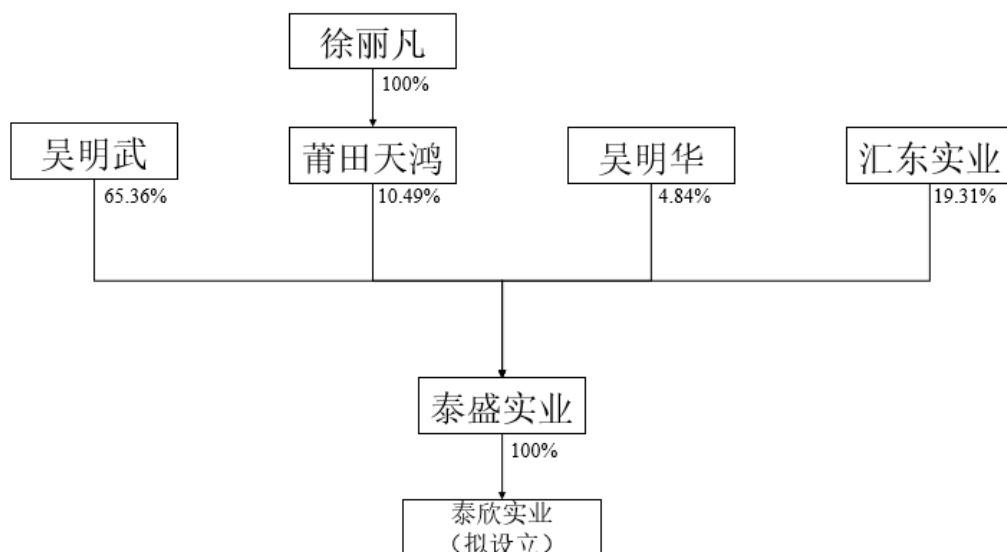 徐丽凡
100%
吴明武
莆田天鸿
吴明华
汇东实业
65.36%
10.49%
4.84%
19.31%
泰盛实业
100%
泰欣实业
（拟设立）